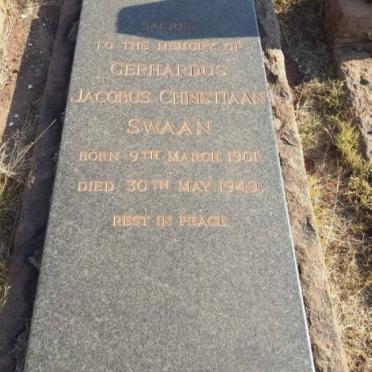 SACRED
TO THE MEMORY OF
GERHARDUS
JACOBUS CHRISTIAAN
SWAAN
BORN 9TH MARCH 1901
DIED 30TH MAY 1949
REST IN PEACE